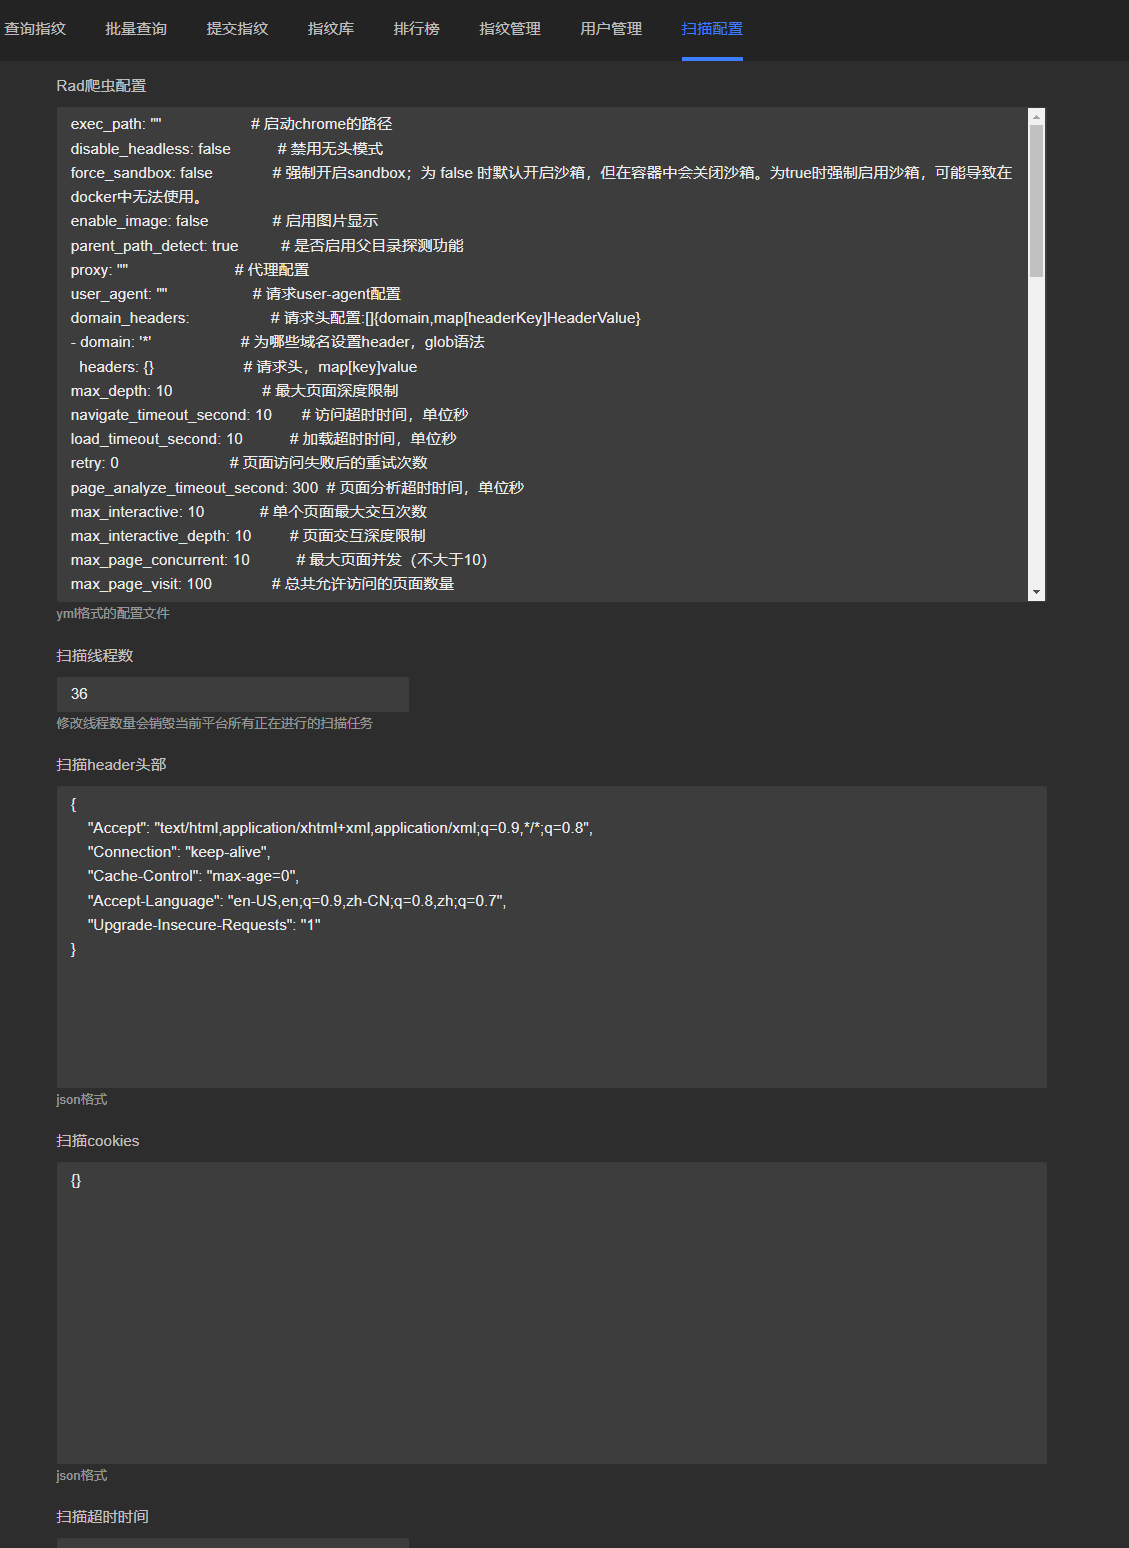 查询指纹 批量查询 提交指纹 指纹库 排行榜 指纹管理 用户管理 扫描配置
Rad爬虫配置
exec_path: "" # 启动chrome的路径
disable_headless: false # 禁用无头模式
force_sandbox: false # 强制开启sandbox；为 false 时默认开启沙箱，但在容器中会关闭沙箱。为true时强制启用沙箱，可能导致在
docker中无法使用。
enable_image: false # 启用图片显示
parent_path_detect: true # 是否启用父目录探测功能
proxy: "" # 代理配置
user_agent: "" # 请求user-agent配置
domain_headers: # 请求头配置:[]{domain,map[headerKey]HeaderValue}
- domain: '*' # 为哪些域名设置header，glob语法
headers: {} # 请求头，map[key]value
max_depth: 10 # 最大页面深度限制
navigate_timeout_second: 10 # 访问超时时间，单位秒
load_timeout_second: 10 # 加载超时时间，单位秒
retry: 0 # 页面访问失败后的重试次数
page_analyze_timeout_second: 300 # 页面分析超时时间，单位秒
max_interactive: 10 # 单个页面最大交互次数
max_interactive_depth: 10 # 页面交互深度限制
max_page_concurrent: 10 # 最大页面并发（不大于10）
max_page_visit: 100 # 总共允许访问的页面数量
yml格式的配置文件
扫描线程数
36
修改线程数量会销毁当前平台所有正在进行的扫描任务
扫描header头部
{
"Accept": "text/html,application/xhtml+xml,application/xml;q=0.9,*/*;q=0.8",
"Connection": "keep-alive",
"Cache-Control": "max-age=0",
"Accept-Language": "en-US,en;q=0.9,zh-CN;q=0.8,zh;q=0.7",
"Upgrade-Insecure-Requests": "1"
}
json格式
扫描cookies
{}
json格式
扫描超时时间